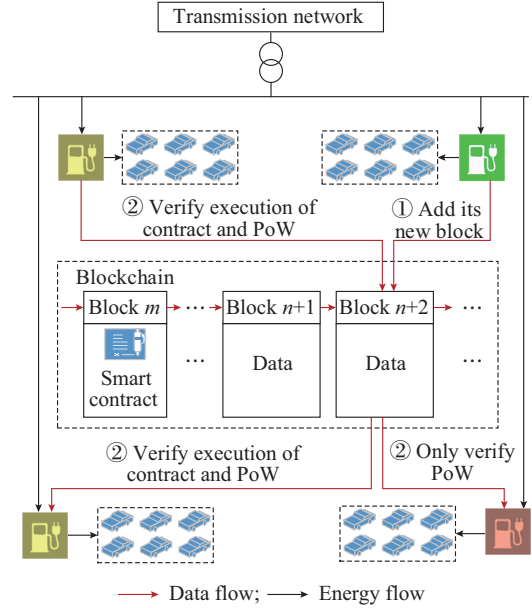 Transmission network
② Verify execution of
contract and PoW
① Add its
new block
Blockchain
Block m
...
Block n+1
Block n+2
...
Smart
contract
...
Data
Data
...
② Verify execution of
contract and PoW
② Only verify
PoW
Data flow;
Energy flow